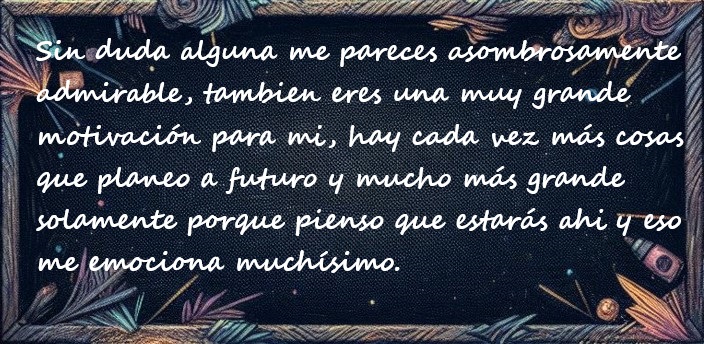 Sin duda alguna me pareces asombrosamente
admirable, tambien eres una muy grande
motivación para mi, hay cada vez más cosas
que planeo a futuro y mucho más grande
solamente porque pienso que estarás ahi y eso
me emociona muchísimo.